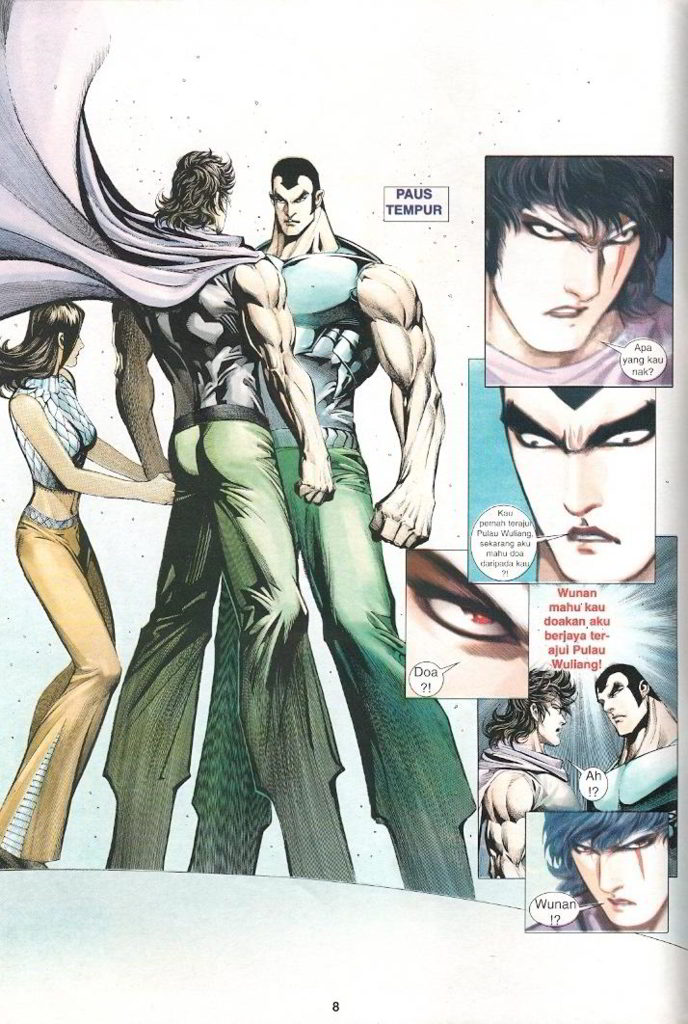 PAUS
TEMPUR
Apa
yang kau
nak?
Kau
pernah terajui
Pulau Wuliang,
sekarang aku
mahu doa
daripada kau
?!
Doa
?!
Wunan
mahu kau
doakan aku
berjaya ter-
ajui Pulau
Wuliang!
Ah
!?
Wunan
!?
8